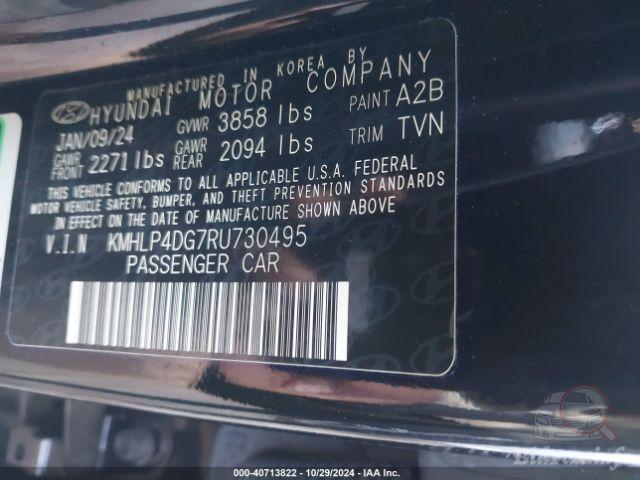 MANUFACTURED IN KOREA BY
HYUNDAI MOTOR COMPANY
JAN/09/24 GVWR 3858 lbs PAINT A2B
GAWR FRONT 2271 lbs GAWR REAR 2094 lbs TRIM TVN
THIS VEHICLE CONFORMS TO ALL APPLICABLE U.S.A. FEDERAL
MOTOR VEHICLE SAFETY, BUMPER, AND THEFT PREVENTION STANDARDS
IN EFFECT ON THE DATE OF MANUFACTURE SHOWN ABOVE.
V.I.N KMHLP4DG7RU730495
PASSENGER CAR
000-40713822 - 10/29/2024 - IAA Inc.